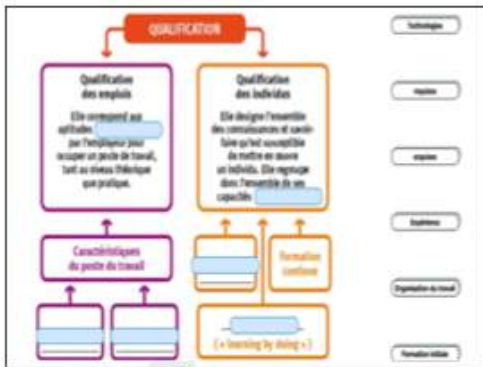 QUALIFICATION
Qualification
des emplois
Elle correspond aux
aptitudes
par l'employeur pour
occuper un poste de travail,
tant au niveau théorique
que pratique.
Qualification
des individus
Elle désigne l'ensemble
des connaissances et savoir-
faire qu'est susceptible
de mettre en œuvre
un individu. Elle regroupe
donc l'ensemble de ses
capacités
Caractéristiques
du poste du travail
Formation
continue
(« learning by doing »)
Technologies
requises
acquises
Expérience
Organisation du travail
Formation initiale